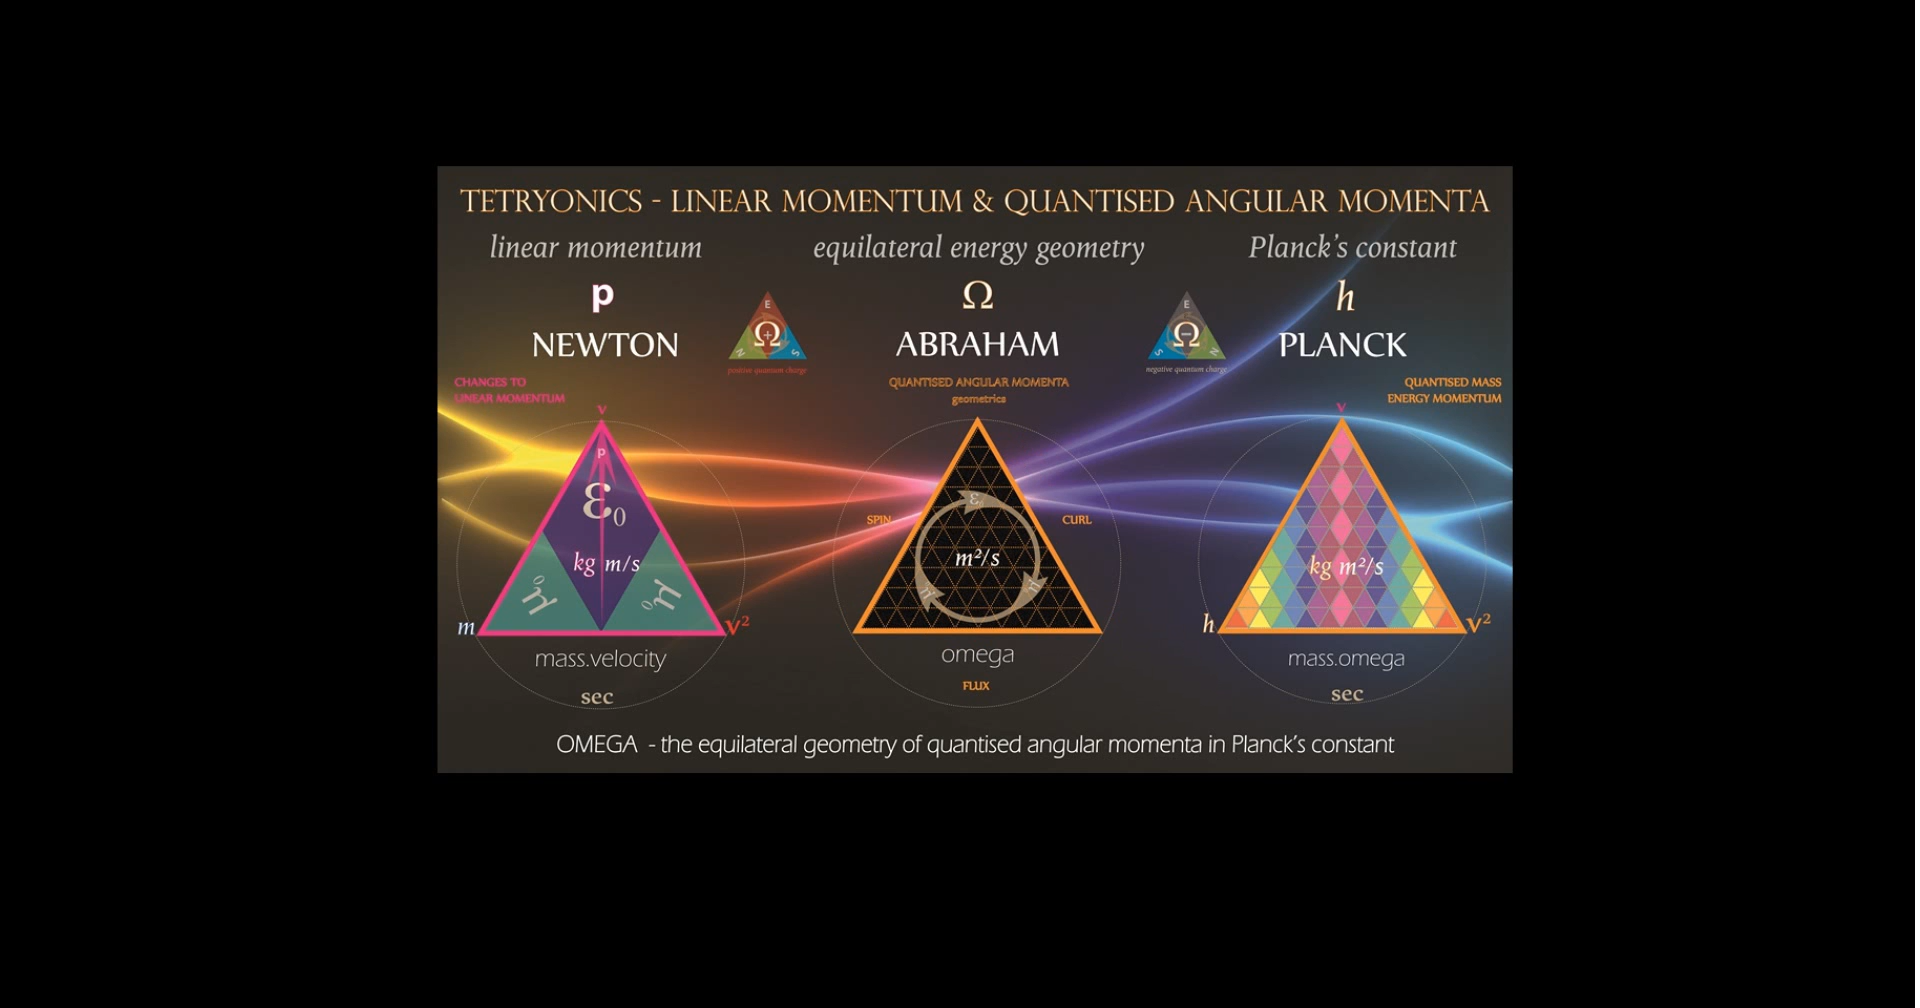 TETRYONICS - LINEAR MOMENTUM & QUANTISED ANGULAR MOMENTA
linear momentum
equilateral energy geometry
Planck's constant
p
Ω
h
NEWTON
ABRAHAM
PLANCK
E
Ω
+
N
S
positive quantum charge
E
Ω
-
S
N
negative quantum charge
CHANGES TO
LINEAR MOMENTUM
QUANTISED ANGULAR MOMENTA
geometrics
QUANTISED MASS
ENERGY MOMENTUM
v
p
ε₀
kg m/s
μ₀
μ₀
m
v²
mass.velocity
sec
SPIN
CURL
ε₀
m²/s
omega
FLUX
v
kg m²/s
h
v²
mass.omega
sec
OMEGA - the equilateral geometry of quantised angular momenta in Planck's constant